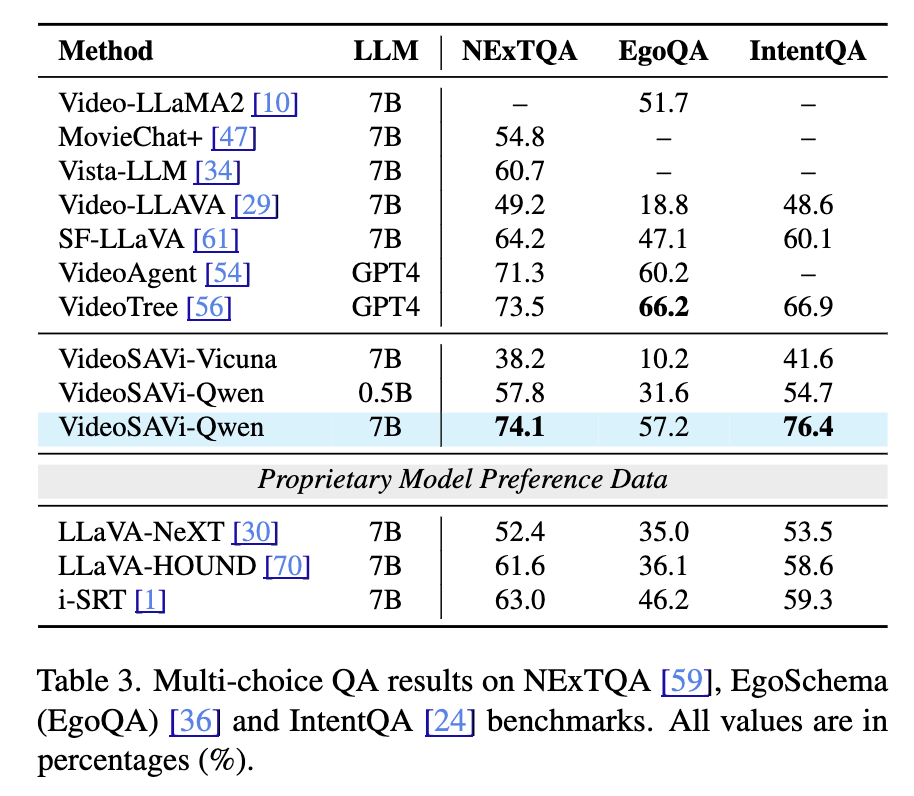 Method LLM NExTQA EgoQA IntentQA
Video-LLaMA2 [10] 7B – 51.7 –
MovieChat+ [47] 7B 54.8 – –
Vista-LLM [34] 7B 60.7 – –
Video-LLAVA [29] 7B 49.2 18.8 48.6
SF-LLaVA [61] 7B 64.2 47.1 60.1
VideoAgent [54] GPT4 71.3 60.2 –
VideoTree [56] GPT4 73.5 66.2 66.9
VideoSAVi-Vicuna 7B 38.2 10.2 41.6
VideoSAVi-Qwen 0.5B 57.8 31.6 54.7
VideoSAVi-Qwen 7B 74.1 57.2 76.4
Proprietary Model Preference Data
LLaVA-NeXT [30] 7B 52.4 35.0 53.5
LLaVA-HOUND [70] 7B 61.6 36.1 58.6
i-SRT [1] 7B 63.0 46.2 59.3
Table 3. Multi-choice QA results on NExTQA [59], EgoSchema
(EgoQA) [36] and IntentQA [24] benchmarks. All values are in
percentages (%).